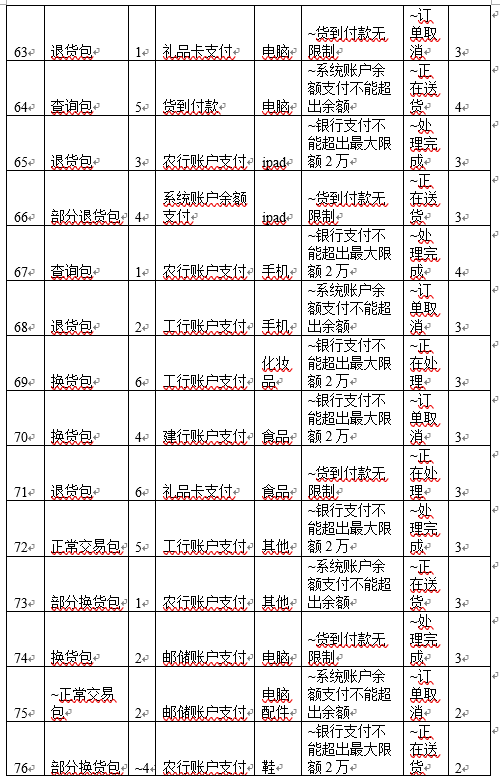 63
退货包
1
礼品卡支付
电脑
~货到付款无
限制
~订
单取
消
3
64
查询包
5
货到付款
电脑
~系统账户余
额支付不能超
出余额
~正
在送
货
4
65
退货包
3
农行账户支付
ipad
~银行支付不
能超出最大限
额 2 万
~处
理完
成
3
66
部分退货包
4
系统账户余额
支付
ipad
~货到付款无
限制
~正
在送
货
3
67
查询包
1
农行账户支付
手机
~银行支付不
能超出最大限
额 2 万
~处
理完
成
4
68
退货包
2
工行账户支付
手机
~系统账户余
额支付不能超
出余额
~订
单取
消
3
69
换货包
6
工行账户支付
化妆
品
~银行支付不
能超出最大限
额 2 万
~正
在处
理
3
70
换货包
4
建行账户支付
食品
~银行支付不
能超出最大限
额 2 万
~订
单取
消
3
71
退货包
6
礼品卡支付
食品
~货到付款无
限制
~正
在处
理
3
72
正常交易包
5
工行账户支付
其他
~银行支付不
能超出最大限
额 2 万
~处
理完
成
3
73
部分换货包
1
农行账户支付
其他
~系统账户余
额支付不能超
出余额
~正
在送
货
3
74
换货包
2
邮储账户支付
电脑
~货到付款无
限制
~处
理完
成
3
75
~正常交易
包
2
邮储账户支付
电脑
配件
~系统账户余
额支付不能超
出余额
~订
单取
消
2
76
部分换货包
~4
农行账户支付
鞋
~银行支付不
能超出最大限
额 2 万
~正
在送
货
2